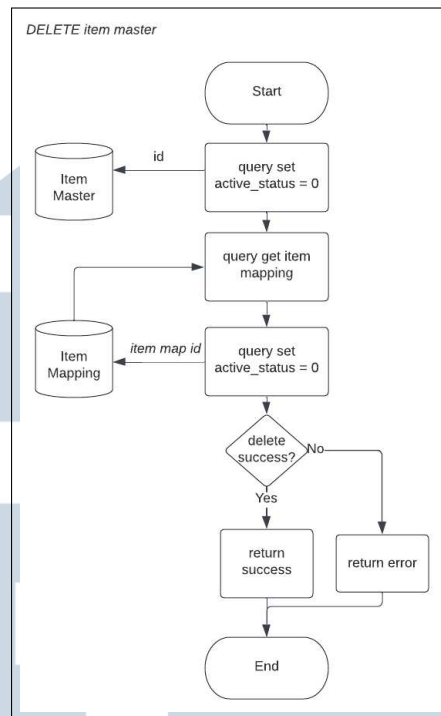 DELETE item master
Start
id
Item
Master
query set
active_status = 0
query get item
mapping
item map id
Item
Mapping
query set
active_status = 0
delete
success?
No
Yes
return
success
return error
End